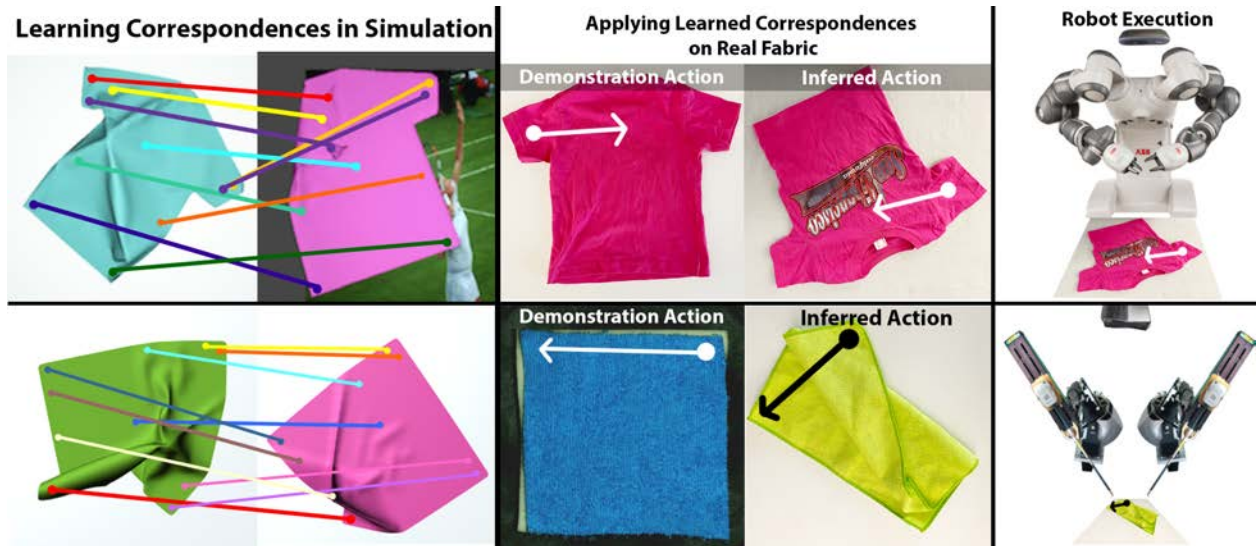 Learning Correspondences in Simulation
Applying Learned Correspondences
on Real Fabric
Robot Execution
Demonstration Action
Inferred Action
ABB
Demonstration Action
Inferred Action